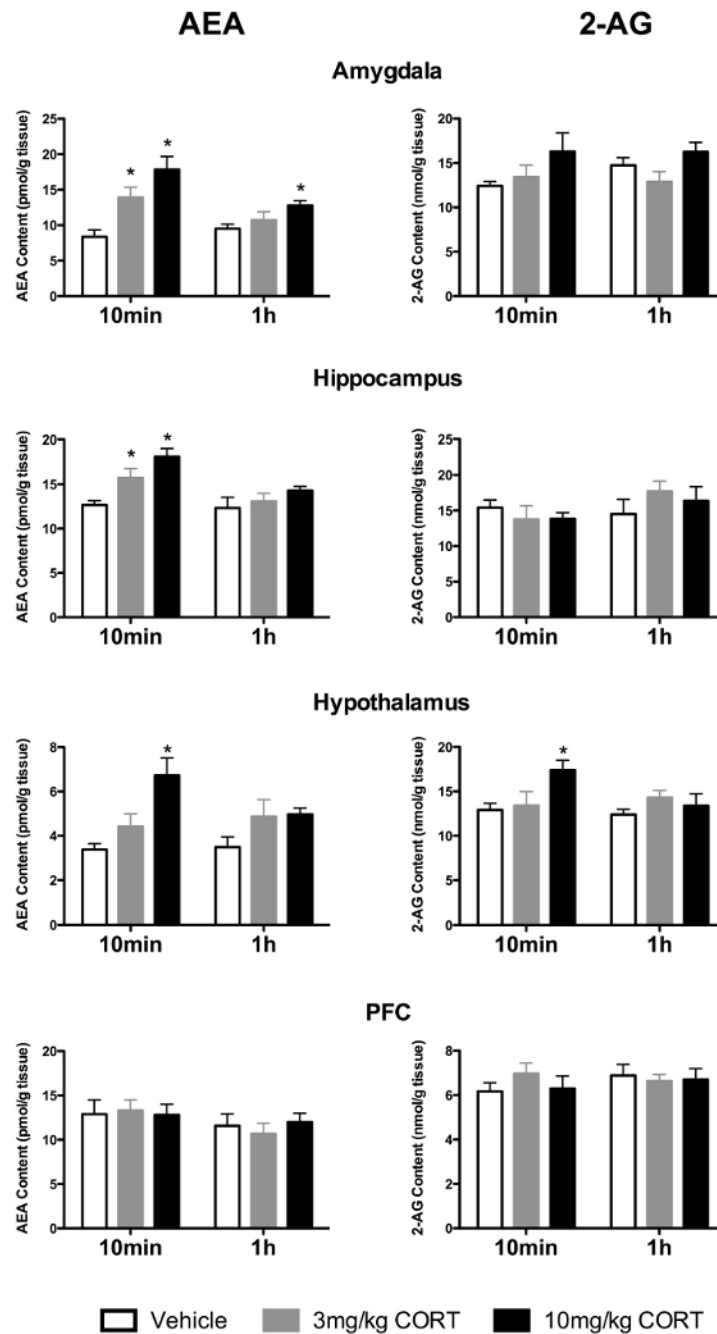 AEA 2-AG
Amygdala
AEA Content (pmol/g tissue)
25
20
15
10
5
0
* * *
10min 1h
2-AG Content (nmol/g tissue)
20
15
10
5
0
10min 1h
Hippocampus
AEA Content (pmol/g tissue)
20
15
10
5
0
* *
10min 1h
2-AG Content (nmol/g tissue)
25
20
15
10
5
0
10min 1h
Hypothalamus
AEA Content (pmol/g tissue)
8
6
4
2
0
*
10min 1h
2-AG Content (nmol/g tissue)
20
15
10
5
0
*
10min 1h
PFC
AEA Content (pmol/g tissue)
20
15
10
5
0
10min 1h
2-AG Content (nmol/g tissue)
8
6
4
2
0
10min 1h
Vehicle 3mg/kg CORT 10mg/kg CORT